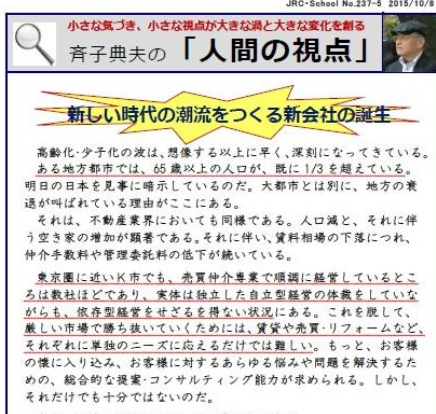 JRC-School No.237-5 2015/10/8
小さな気づき、小さな視点が大きな渦と大きな変化を創る
斉子典夫の「人間の視点」
新しい時代の潮流をつくる新会社の誕生
高齢化・少子化の波は、想像する以上に早く、深刻になってきている。
ある地方都市では、65歳以上の人口が、既に1/3を超えている。
明日の日本を見事に暗示しているのだ。大都市とは別に、地方の衰
退が叫ばれている理由がここにある。
それは、不動産業界においても同様である。人口減と、それに伴
う空き家の増加が顕著である。それに伴い、賃料相場の下落につれ、
仲介手数料や管理委託料の低下が続いている。
東京圏に近いK市でも、売買仲介専業で順調に経営しているとこ
ろは数社ほどであり、実体は独立した自立型経営の体裁をしていな
がらも、依存型経営をせざるを得ない状況にある。これを脱して、
厳しい市場で勝ち抜いていくためには、賃貸や売買・リフォームなど、
それぞれに単独のニーズに応えるだけでは難しい。もっと、お客様
の懐に入り込み、お客様に対するあらゆる悩みや問題を解決するた
めの、総合的な提案・コンサルティング能力が求められる。しかし、
それだけでも十分ではないのだ。